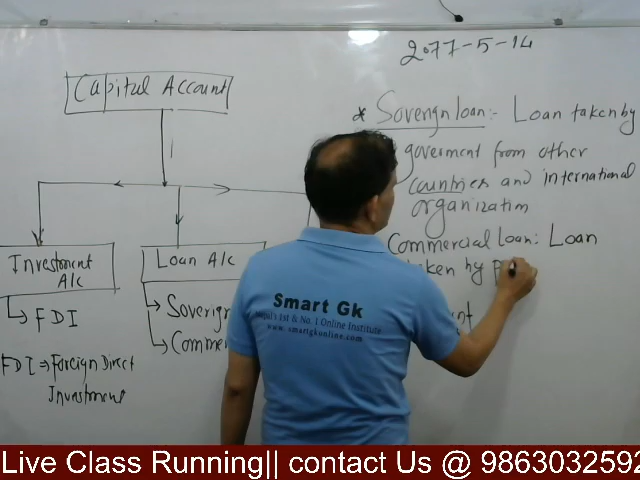 2077-5-14
Capital Account
* Soverign loan:- Loan taken by
goverment from other
countries and international
organization
Commercial loan: Loan
taken by
Investment A/c
Loan A/c
FDI
Soverign
Commer
FDI ⇒ Foreign Direct
Investment
Smart Gk
Nepal's 1st & No. 1 Online Institute
www.smartgkonline.com
Live Class Running|| contact Us @ 9863032592